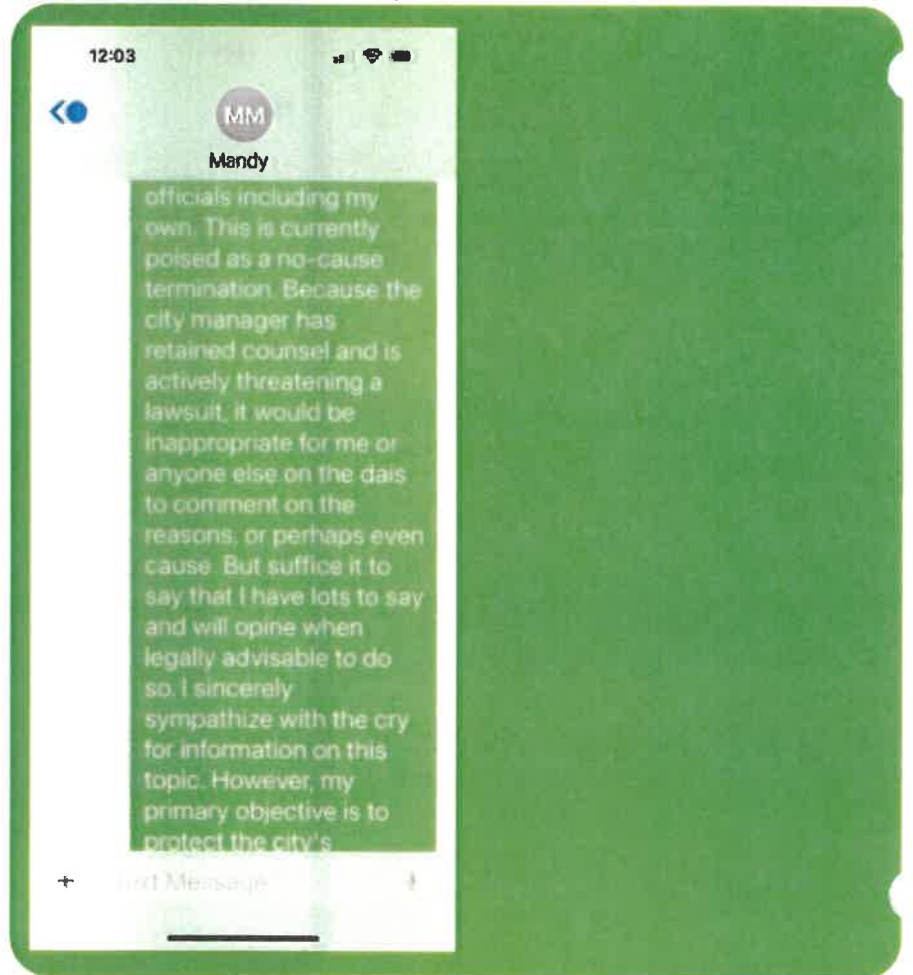 12:03
MM
Mandy
officials including my
own. This is currently
poised as a no-cause
termination. Because the
city manager has
retained counsel and is
actively threatening a
lawsuit, it would be
inappropriate for me or
anyone else on the dais
to comment on the
reasons, or perhaps even
cause. But suffice it to
say that I have lots to say
and will opine when
legally advisable to do
so. I sincerely
sympathize with the cry
for information on this
topic. However, my
primary objective is to
protect the city's
Text Message